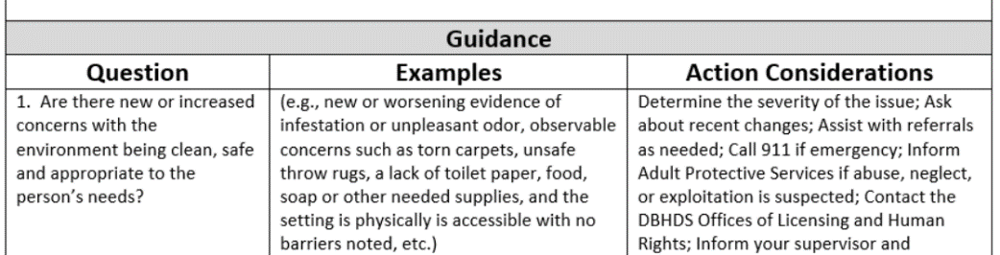 Guidance
Question
Examples
Action Considerations
1. Are there new or increased
concerns with the
environment being clean, safe
and appropriate to the
person’s needs?
(e.g., new or worsening evidence of
infestation or unpleasant odor, observable
concerns such as torn carpets, unsafe
throw rugs, a lack of toilet paper, food,
soap or other needed supplies, and the
setting is physically is accessible with no
barriers noted, etc.)
Determine the severity of the issue; Ask
about recent changes; Assist with referrals
as needed; Call 911 if emergency; Inform
Adult Protective Services if abuse, neglect,
or exploitation is suspected; Contact the
DBHDS Offices of Licensing and Human
Rights; Inform your supervisor and